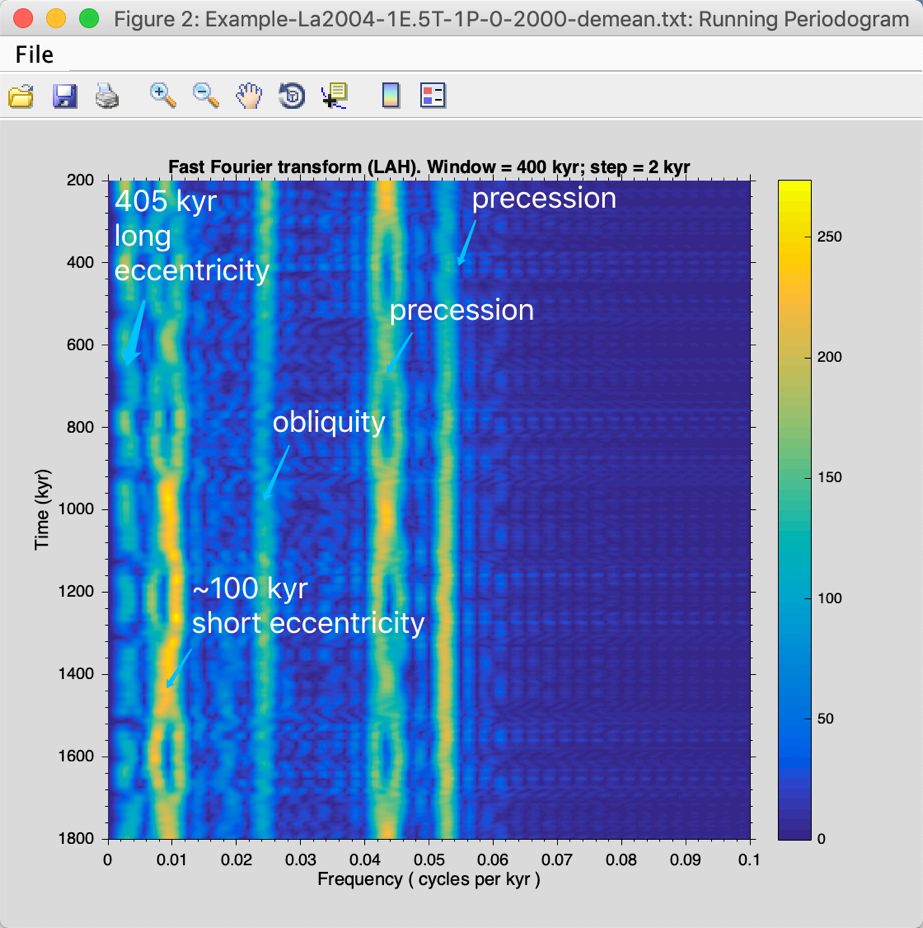 Figure 2: Example-La2004-1E.5T-1P-0-2000-demean.txt: Running Periodogram
File
Fast Fourier transform (LAH). Window = 400 kyr; step = 2 kyr
405 kyr
long
eccentricity
precession
precession
obliquity
~100 kyr
short eccentricity
Time (kyr)
200
400
600
800
1000
1200
1400
1600
1800
0 0.01 0.02 0.03 0.04 0.05 0.06 0.07 0.08 0.09 0.1
Frequency ( cycles per kyr )
250
200
150
100
50
0